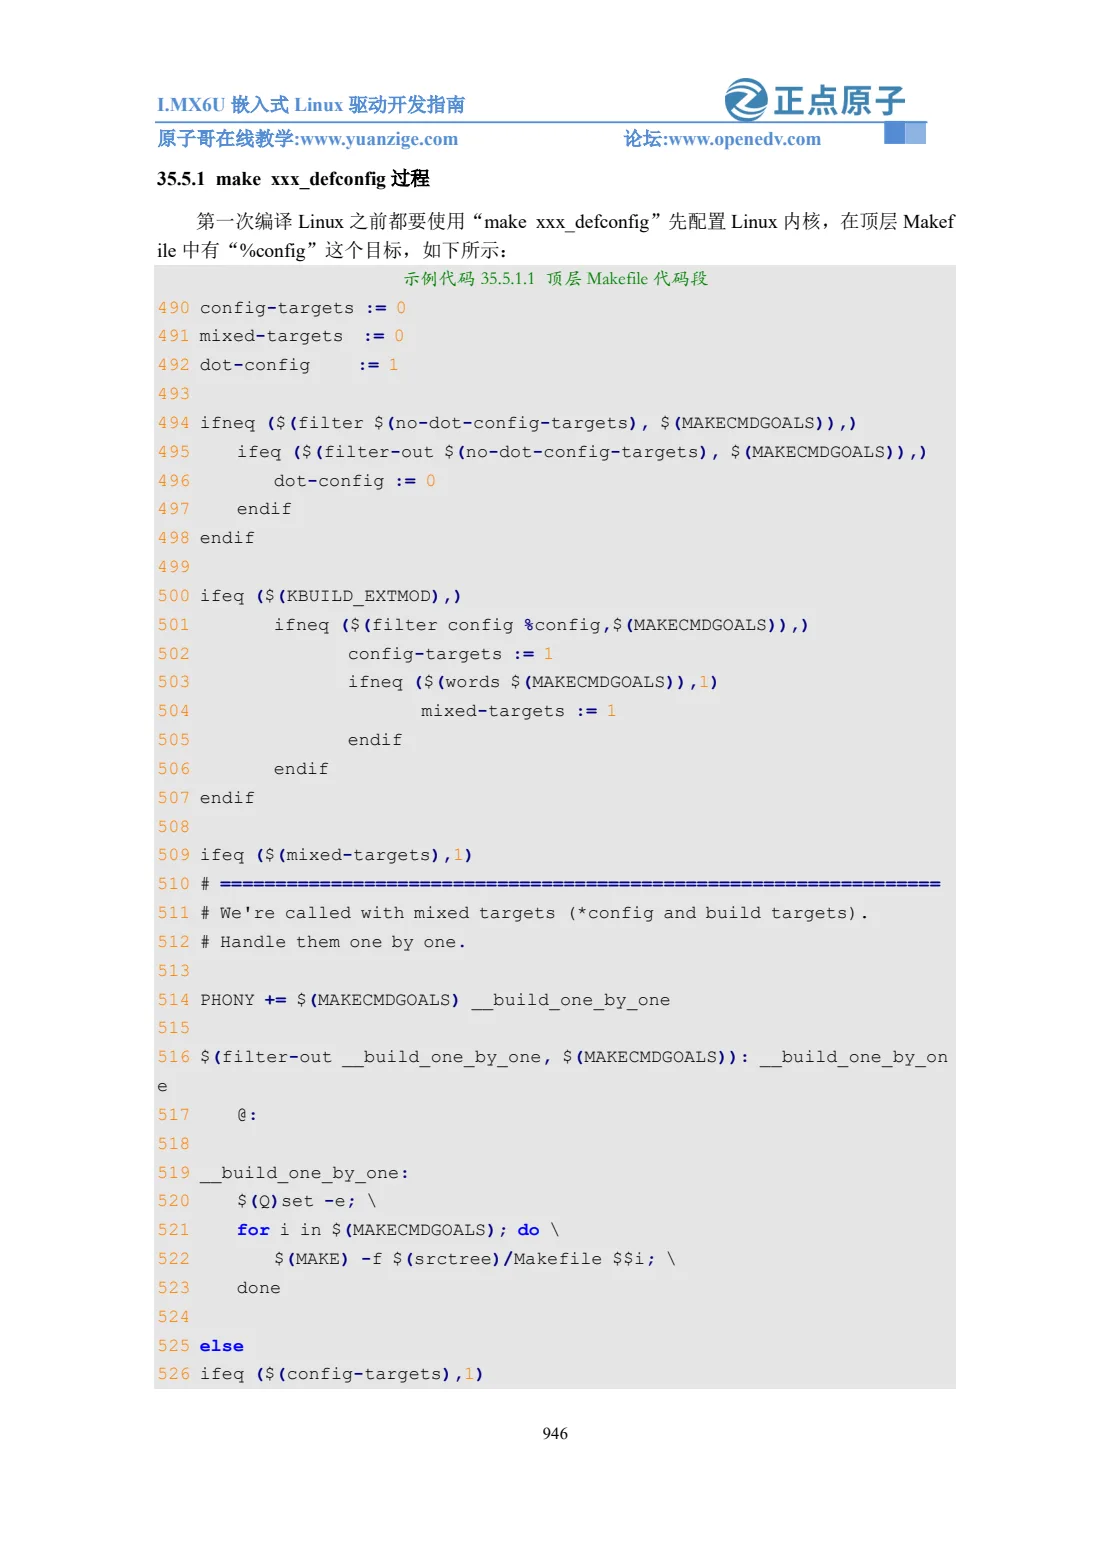 I.MX6U 嵌入式 Linux 驱动开发指南
正点原子
原子哥在线教学:www.yuanzige.com 论坛:www.openedv.com
35.5.1 make xxx_defconfig 过程
第一次编译 Linux 之前都要使用“make xxx_defconfig”先配置 Linux 内核，在顶层 Makef
ile 中有“%config”这个目标，如下所示：
示例代码 35.5.1.1 顶层 Makefile 代码段
490 config-targets := 0
491 mixed-targets  := 0
492 dot-config     := 1
493
494 ifneq ($(filter $(no-dot-config-targets), $(MAKECMDGOALS)),)
495     ifeq ($(filter-out $(no-dot-config-targets), $(MAKECMDGOALS)),)
496         dot-config := 0
497     endif
498 endif
499
500 ifeq ($(KBUILD_EXTMOD),)
501         ifneq ($(filter config %config,$(MAKECMDGOALS)),)
502                 config-targets := 1
503                 ifneq ($(words $(MAKECMDGOALS)),1)
504                         mixed-targets := 1
505                 endif
506         endif
507 endif
508
509 ifeq ($(mixed-targets),1)
510 # ==================================================================
511 # We're called with mixed targets (*config and build targets).
512 # Handle them one by one.
513
514 PHONY += $(MAKECMDGOALS) __build_one_by_one
515
516 $(filter-out __build_one_by_one, $(MAKECMDGOALS)): __build_one_by_on
e
517     @:
518
519 __build_one_by_one:
520     $(Q)set -e; \
521     for i in $(MAKECMDGOALS); do \
522         $(MAKE) -f $(srctree)/Makefile $$i; \
523     done
524
525 else
526 ifeq ($(config-targets),1)
946